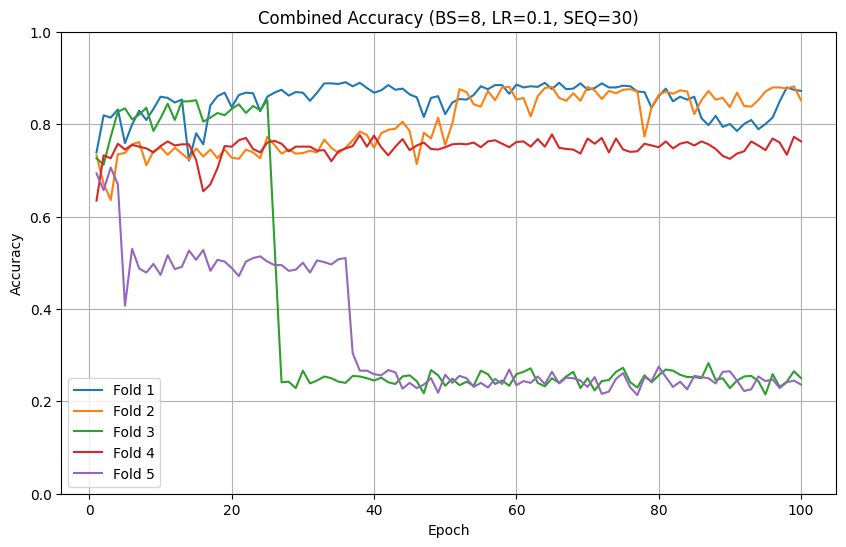 Combined Accuracy (BS=8, LR=0.1, SEQ=30)
1.0
0.8
0.6
0.4
0.2
0.0
Accuracy
Fold 1
Fold 2
Fold 3
Fold 4
Fold 5
0 20 40 60 80 100
Epoch